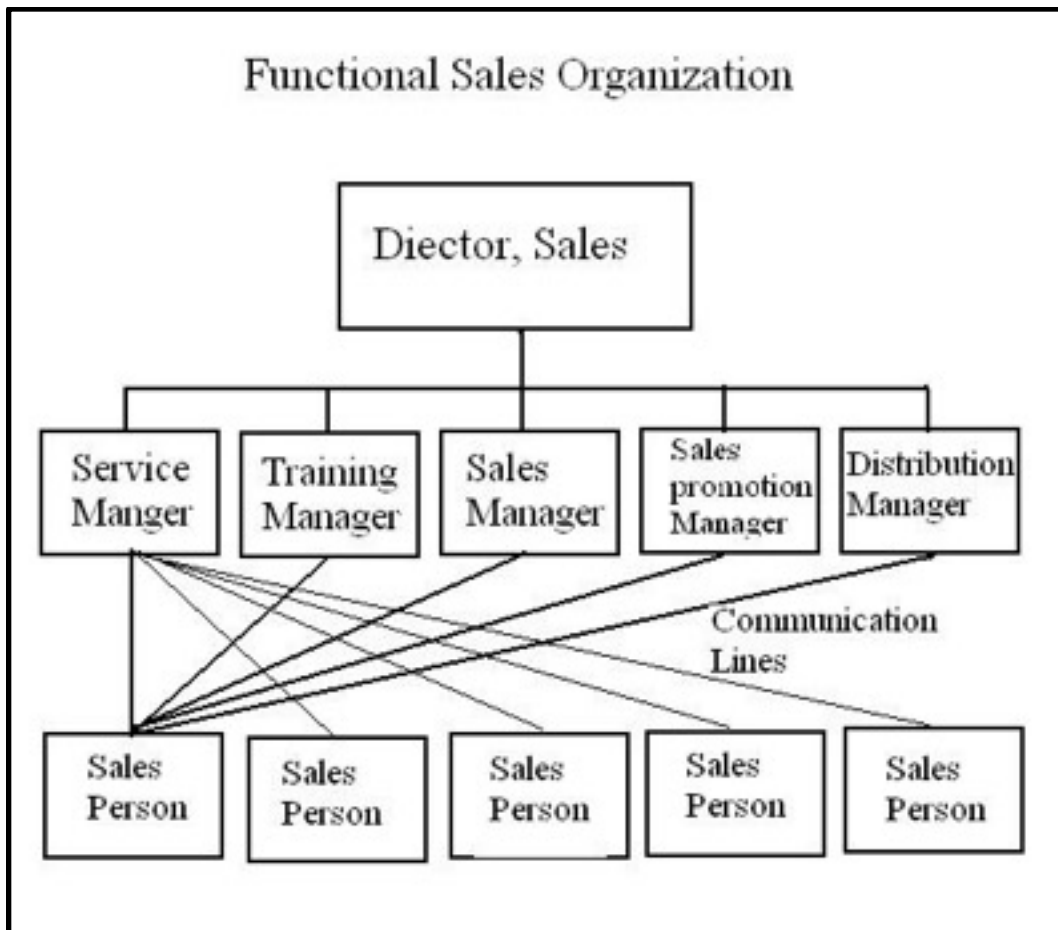 Functional Sales Organization
Diector, Sales
Service
Manger
Training
Manager
Sales
Manager
Sales
promotion
Manager
Distribution
Manager
Communication
Lines
Sales
Person
Sales
Person
Sales
Person
Sales
Person
Sales
Person